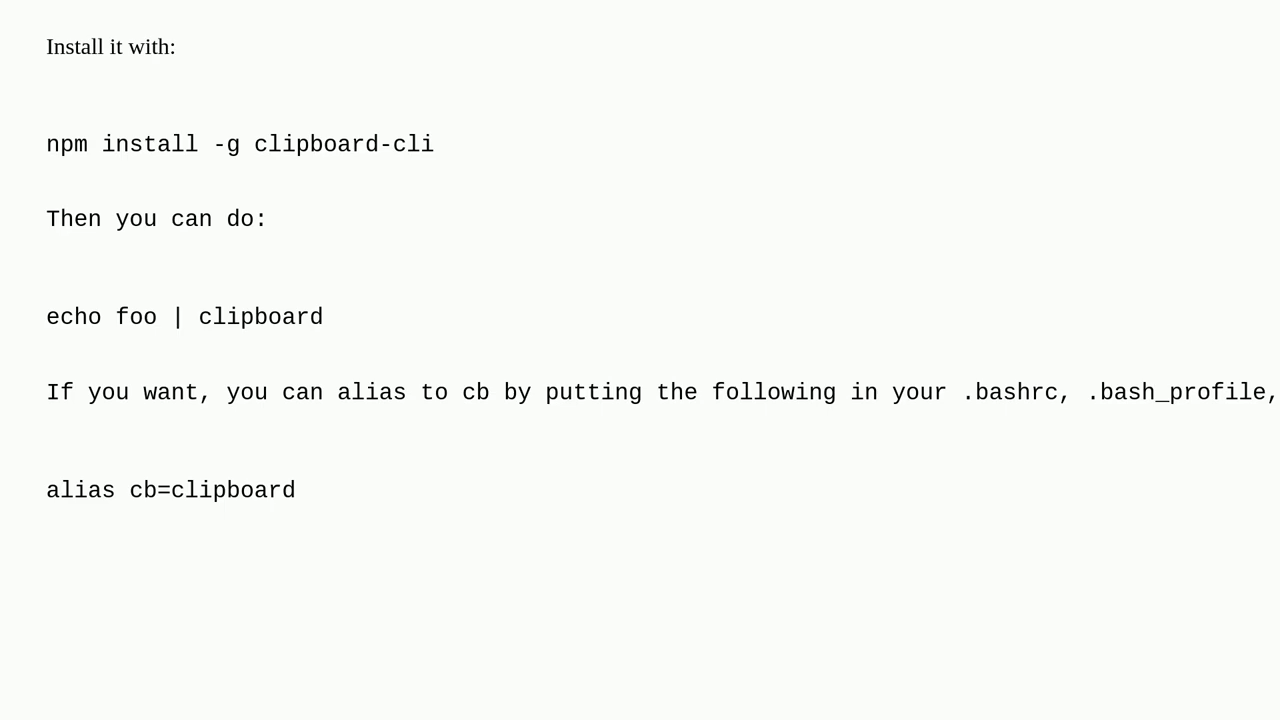 Install it with:
npm install -g clipboard-cli
Then you can do:
echo foo | clipboard
If you want, you can alias to cb by putting the following in your .bashrc, .bash_profile,
alias cb=clipboard